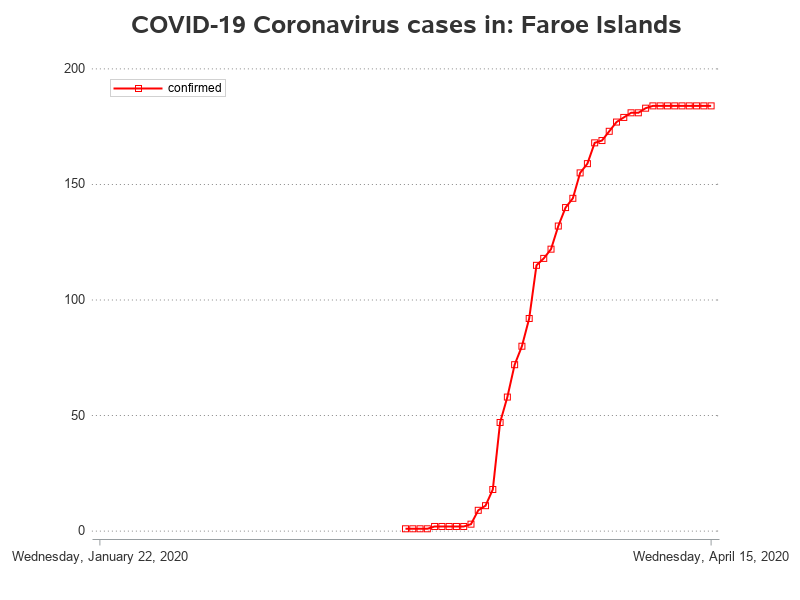 COVID-19 Coronavirus cases in: Faroe Islands
200
confirmed
150
100
50
0
Wednesday, January 22, 2020 Wednesday, April 15, 2020